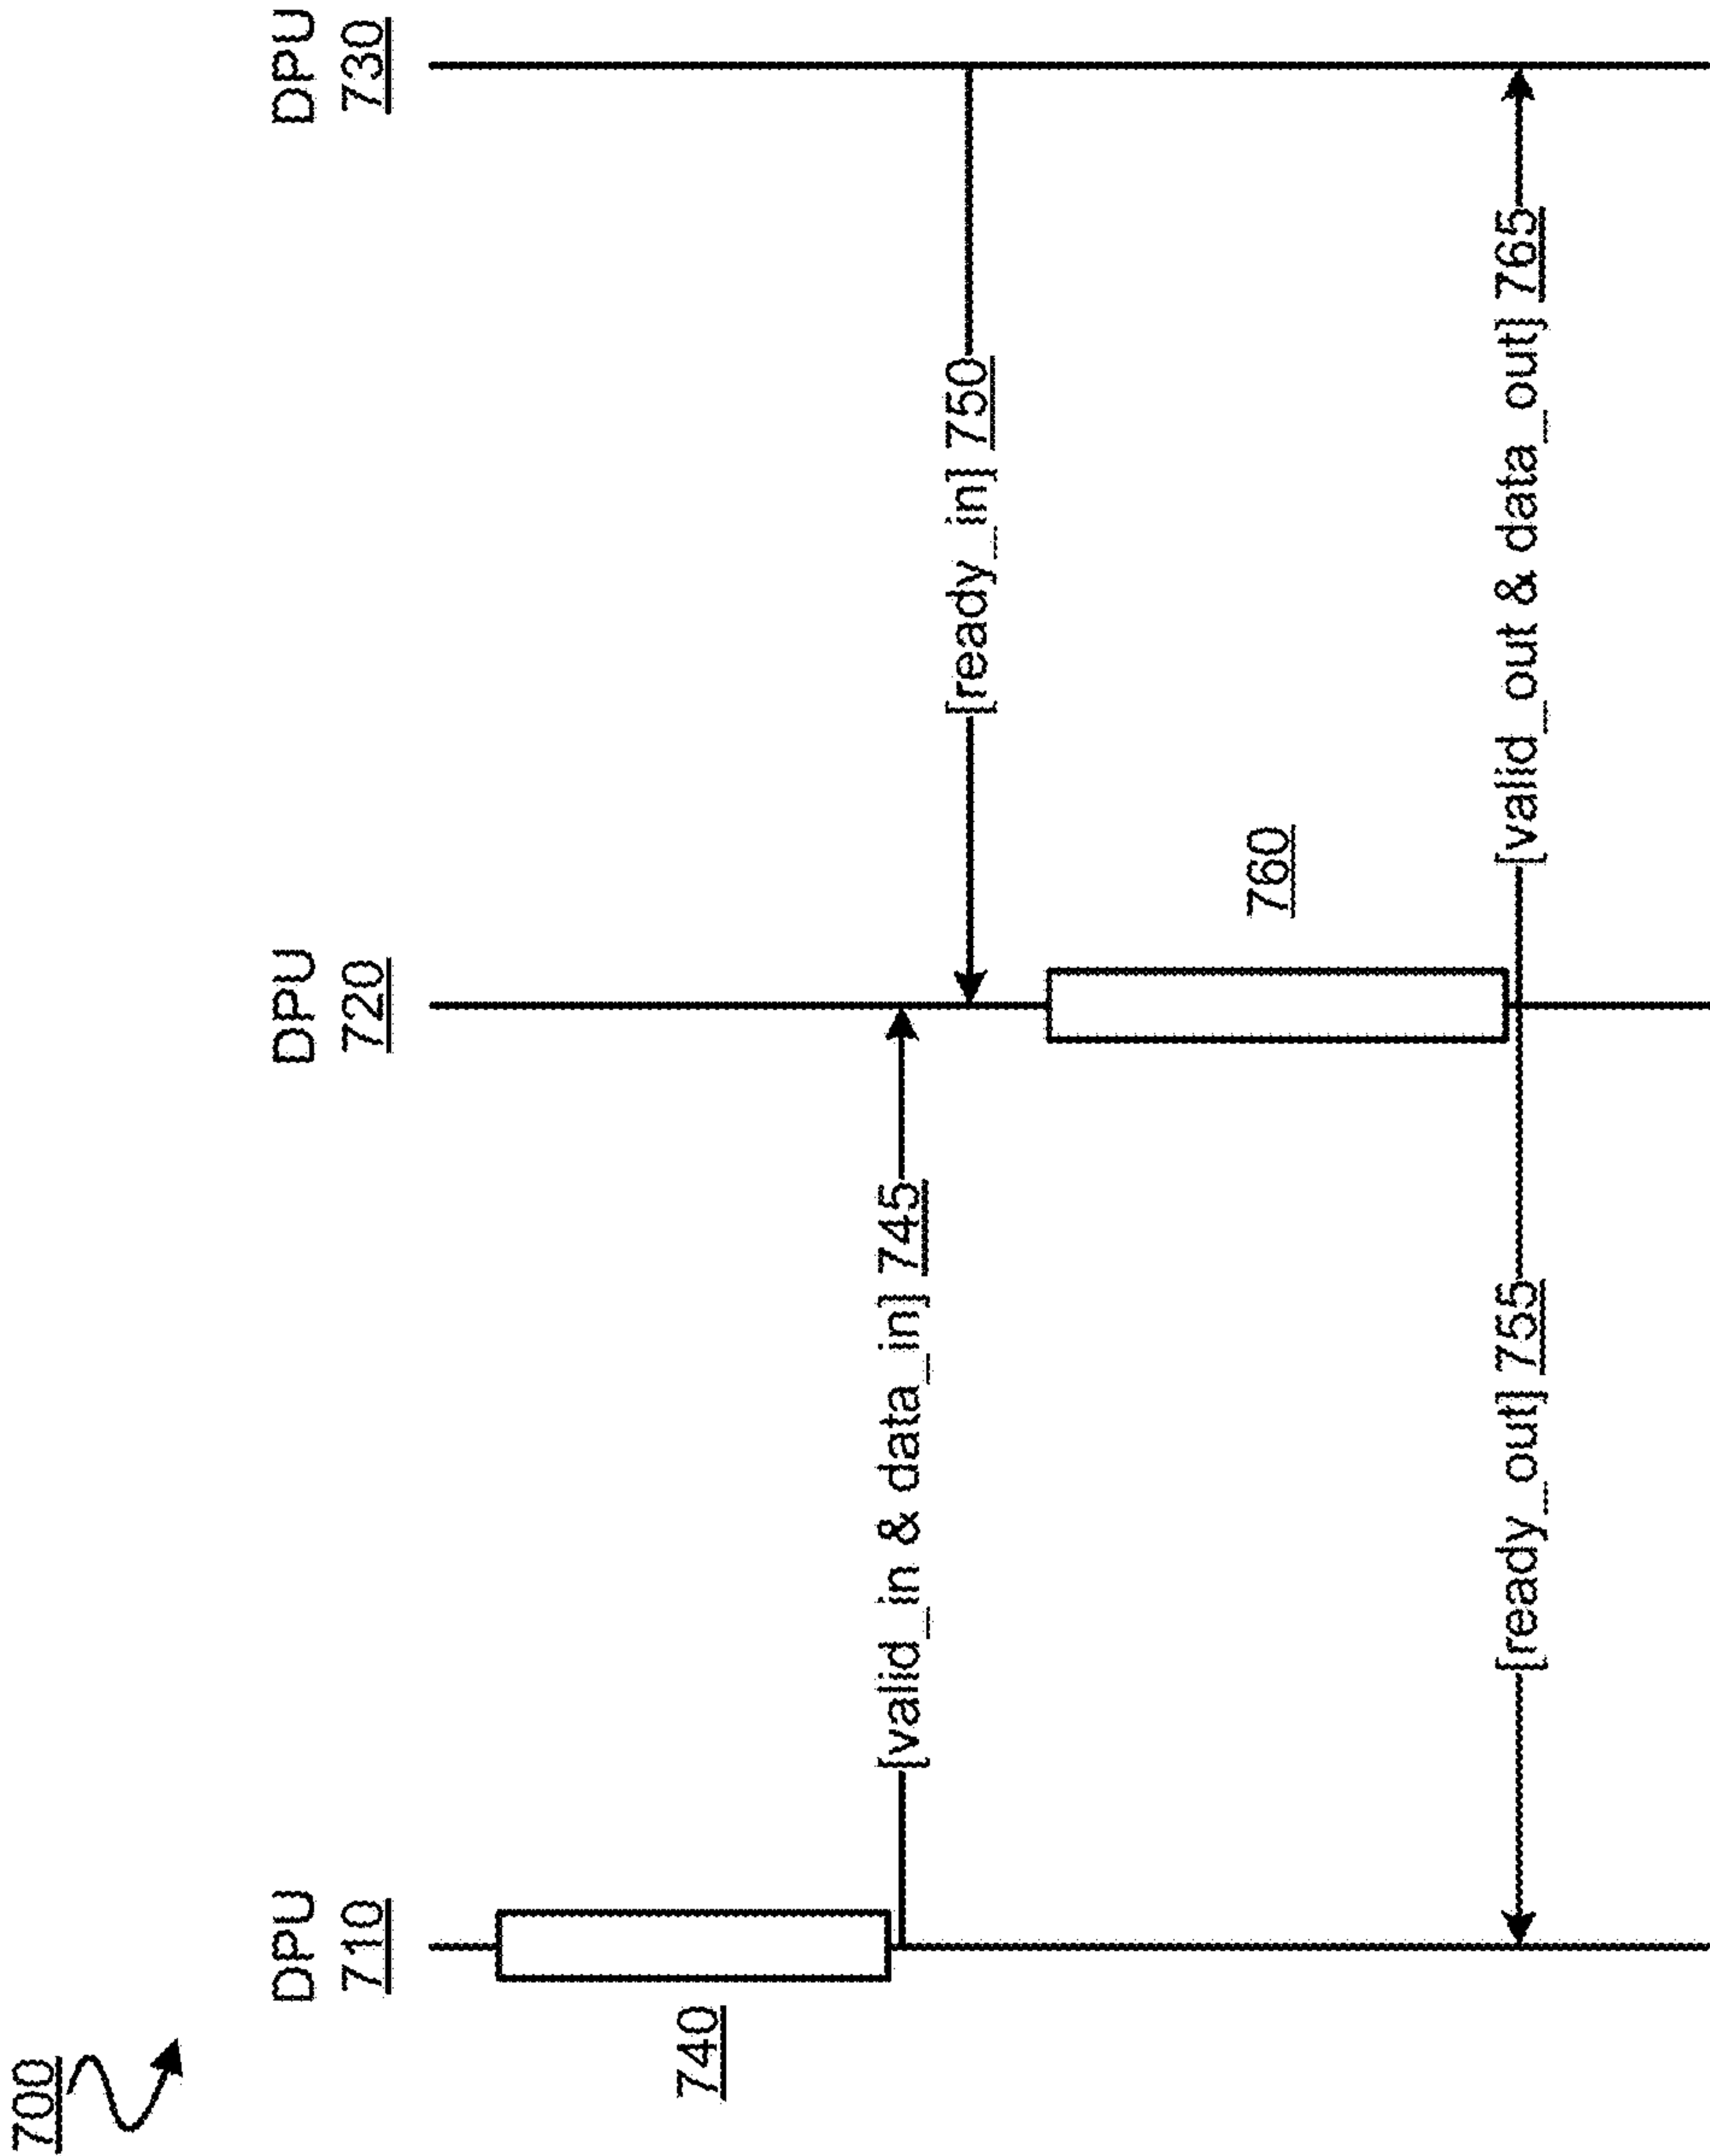 700
DPU
710
DPU
720
DPU
730
740
[valid_in & data_in] 745
[ready_in] 750
760
[ready_out] 755
[valid_out & data_out] 765